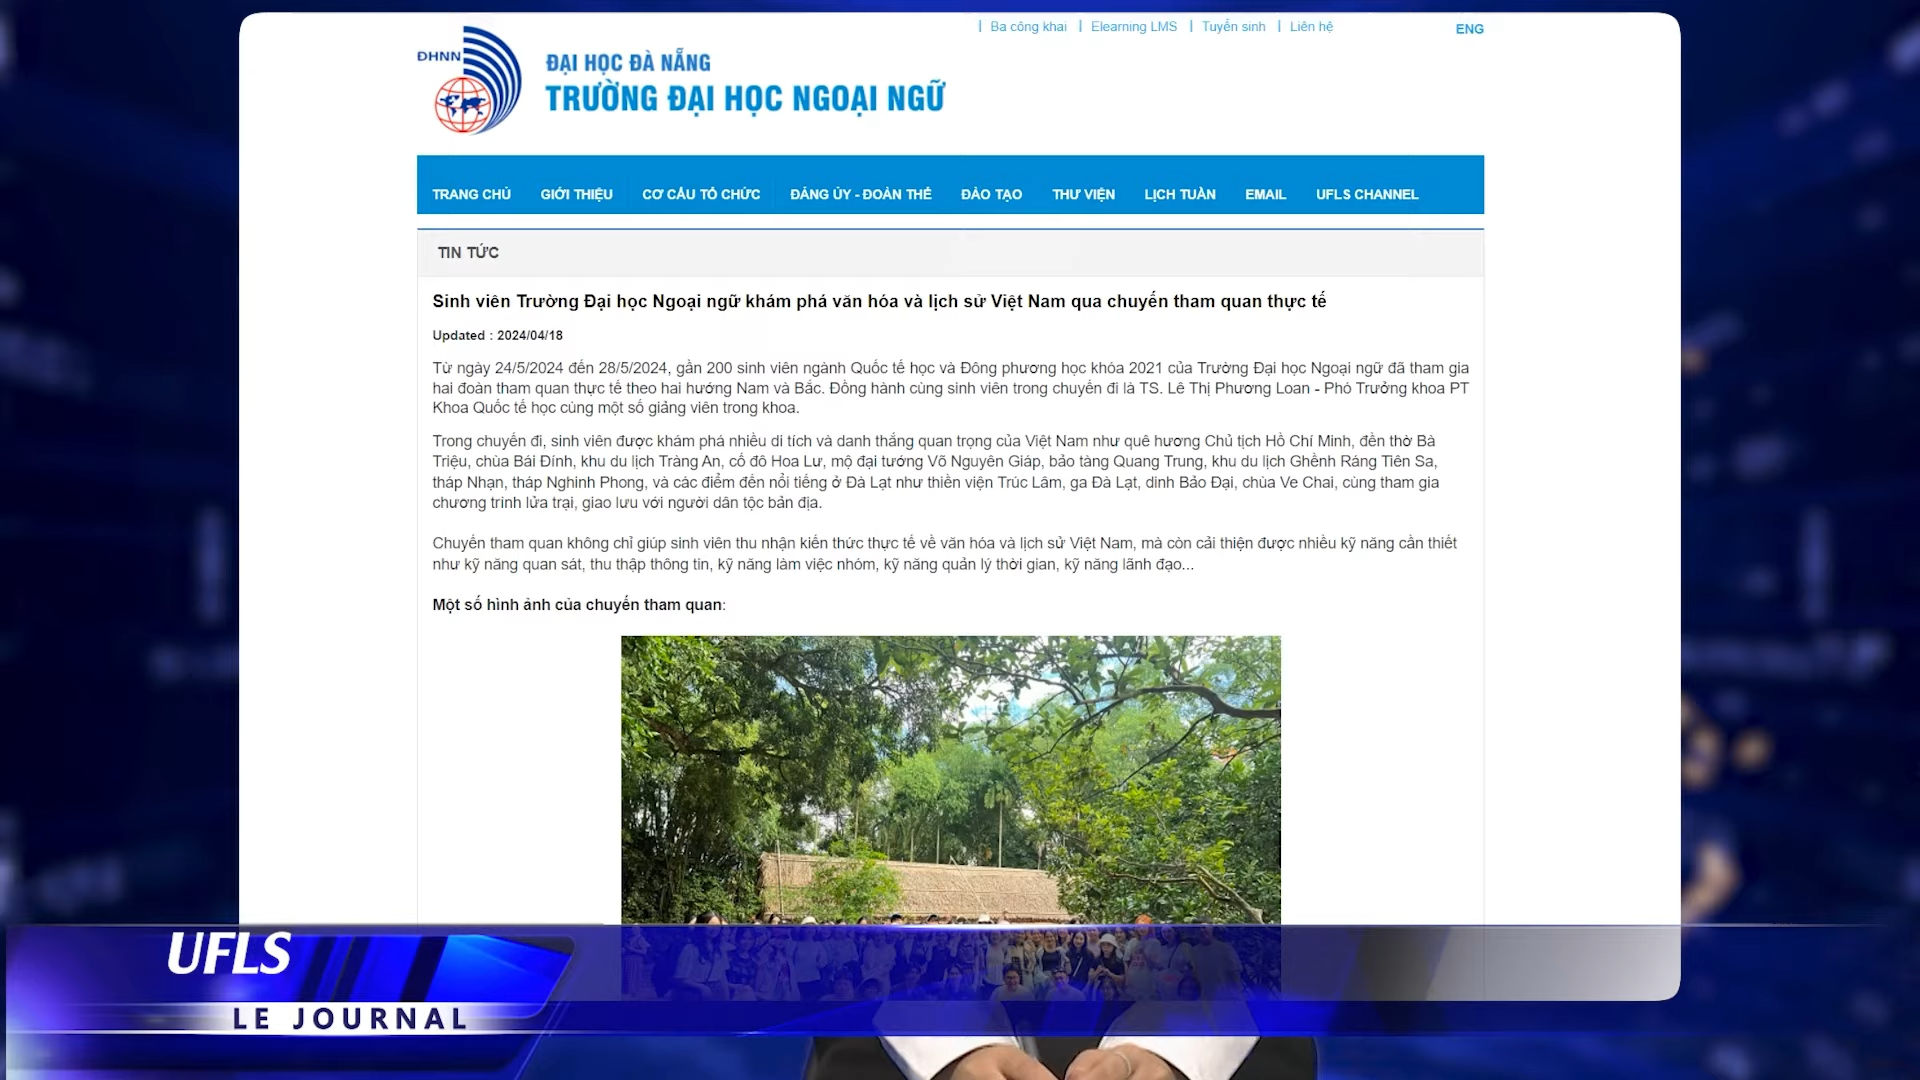 Ba công khai
Elearning LMS
Tuyển sinh
Liên hệ
ENG
ĐHNN
ĐẠI HỌC ĐÀ NẴNG
TRƯỜNG ĐẠI HỌC NGOẠI NGỮ
TRANG CHỦ
GIỚI THIỆU
CƠ CẤU TỔ CHỨC
ĐẢNG ỦY - ĐOÀN THỂ
ĐÀO TẠO
THƯ VIỆN
LỊCH TUẦN
EMAIL
UFLS CHANNEL
TIN TỨC
Sinh viên Trường Đại học Ngoại ngữ khám phá văn hóa và lịch sử Việt Nam qua chuyến tham quan thực tế
Updated : 2024/04/18
Từ ngày 24/5/2024 đến 28/5/2024, gần 200 sinh viên ngành Quốc tế học và Đông phương học khóa 2021 của Trường Đại học Ngoại ngữ đã tham gia
hai đoàn tham quan thực tế theo hai hướng Nam và Bắc. Đồng hành cùng sinh viên trong chuyến đi là TS. Lê Thị Phương Loan - Phó Trưởng khoa PT
Khoa Quốc tế học cùng một số giảng viên trong khoa.
Trong chuyến đi, sinh viên được khám phá nhiều di tích và danh thắng quan trọng của Việt Nam như quê hương Chủ tịch Hồ Chí Minh, đền thờ Bà
Triệu, chùa Bái Đính, khu du lịch Tràng An, cố đô Hoa Lư, mộ đại tướng Võ Nguyên Giáp, bảo tàng Quang Trung, khu du lịch Ghềnh Ráng Tiên Sa,
tháp Nhạn, tháp Nghinh Phong, và các điểm đến nổi tiếng ở Đà Lạt như thiền viện Trúc Lâm, ga Đà Lạt, dinh Bảo Đại, chùa Ve Chai, cùng tham gia
chương trình lửa trại, giao lưu với người dân tộc bản địa.
Chuyến tham quan không chỉ giúp sinh viên thu nhận kiến thức thực tế về văn hóa và lịch sử Việt Nam, mà còn cải thiện được nhiều kỹ năng cần thiết
như kỹ năng quan sát, thu thập thông tin, kỹ năng làm việc nhóm, kỹ năng quản lý thời gian, kỹ năng lãnh đạo...
Một số hình ảnh của chuyến tham quan:
UFLS
LE JOURNAL